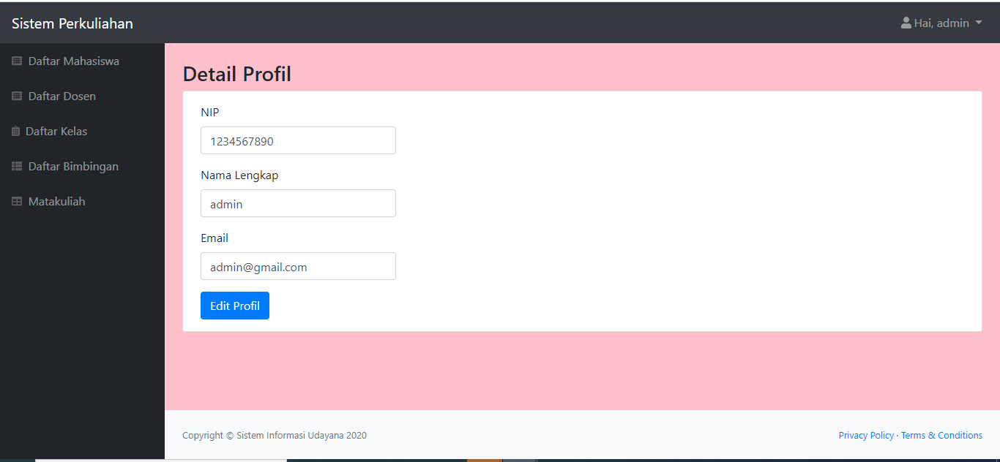 Sistem Perkuliahan
Hai, admin
Daftar Mahasiswa
Daftar Dosen
Daftar Kelas
Daftar Bimbingan
Matakuliah
Detail Profil
NIP
1234567890
Nama Lengkap
admin
Email
admin@gmail.com
Edit Profil
Copyright © Sistem Informasi Udayana 2020
Privacy Policy · Terms & Conditions